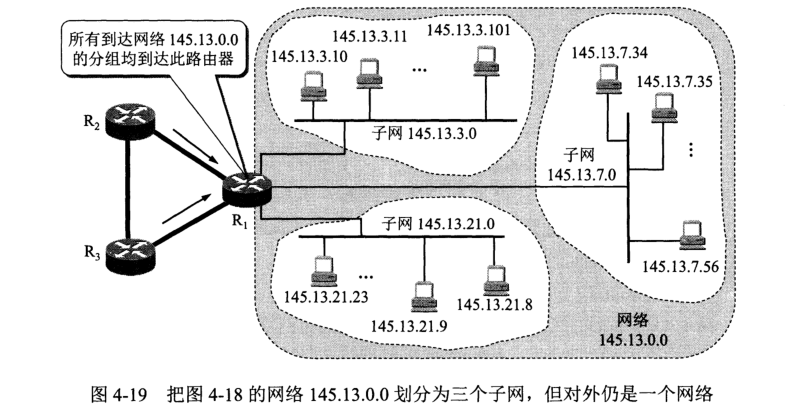 所有到达网络 145.13.0.0
的分组均到达此路由器
145.13.3.10
145.13.3.11
…
145.13.3.101
子网 145.13.3.0
145.13.7.34
145.13.7.35
…
子网
145.13.7.0
145.13.7.56
R₂
R₁
R₃
子网 145.13.21.0
145.13.21.23
…
145.13.21.9
145.13.21.8
网络
145.13.0.0
图 4-19 把图 4-18 的网络 145.13.0.0 划分为三个子网，但对外仍是一个网络